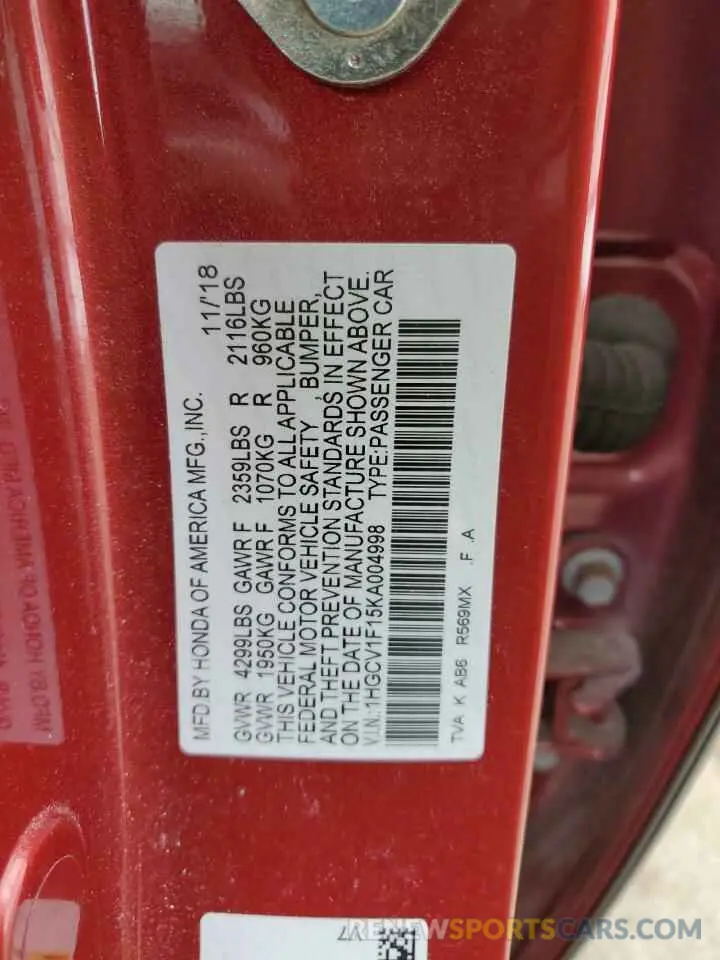 MFD BY HONDA OF AMERICA MFG.,INC. 11/'18
GVWR 4299LBS GAWR F 2359LBS R 2116LBS
GVWR 1950KG GAWR F 1070KG R 960KG
THIS VEHICLE CONFORMS TO ALL APPLICABLE
FEDERAL MOTOR VEHICLE SAFETY , BUMPER,
AND THEFT PREVENTION STANDARDS IN EFFECT
ON THE DATE OF MANUFACTURE SHOWN ABOVE.
V.I.N.:1HGCV1F15KA004998 TYPE:PASSENGER CAR
TVA K AB6 R569MX .F .A
RENEWSPORTSCARS.COM